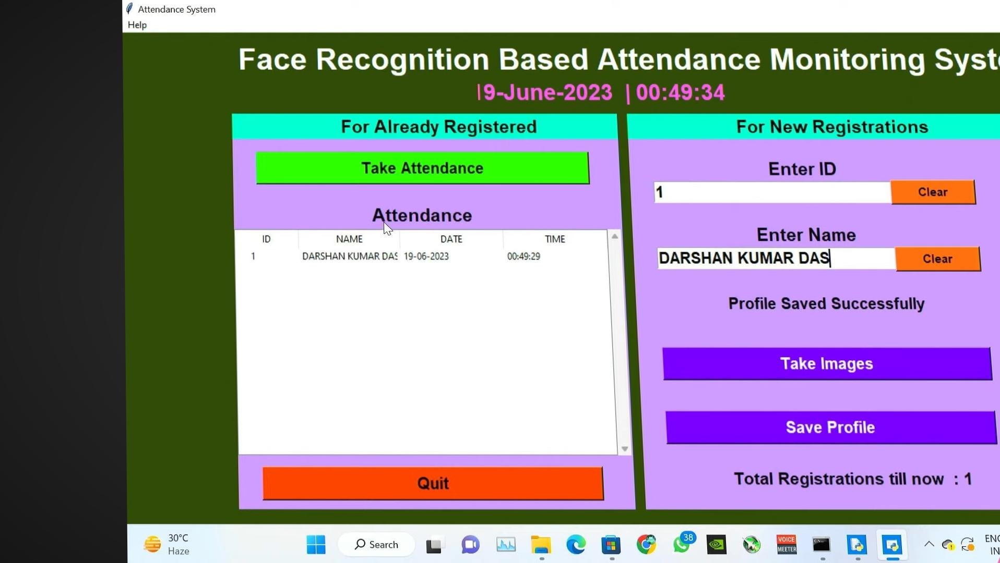 Attendance System
Help
Face Recognition Based Attendance Monitoring Syste
19-June-2023 | 00:49:34
For Already Registered
Take Attendance
Attendance
ID NAME DATE TIME
1 DARSHAN KUMAR DAS 19-06-2023 00:49:29
Quit
For New Registrations
Enter ID
1 Clear
Enter Name
DARSHAN KUMAR DAS Clear
Profile Saved Successfully
Take Images
Save Profile
Total Registrations till now : 1
30°C
Haze
Search
38
VOICE
MEETER
ENG
IN